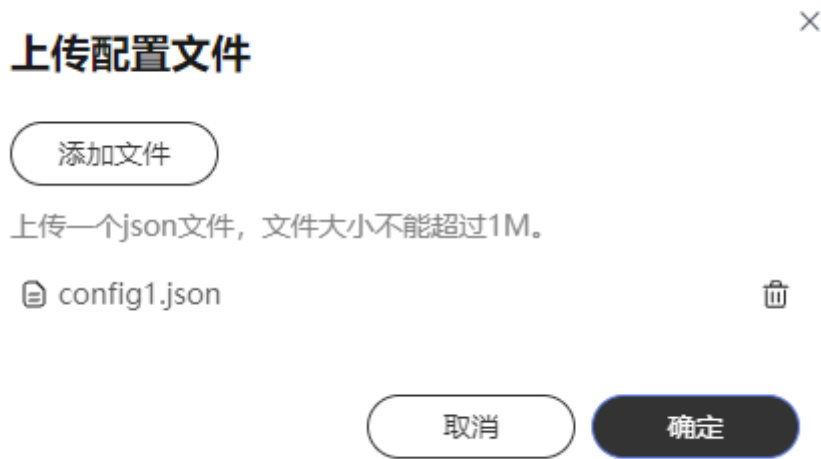 上传配置文件
添加文件
上传一个json文件，文件大小不能超过1M。
config1.json
取消
确定